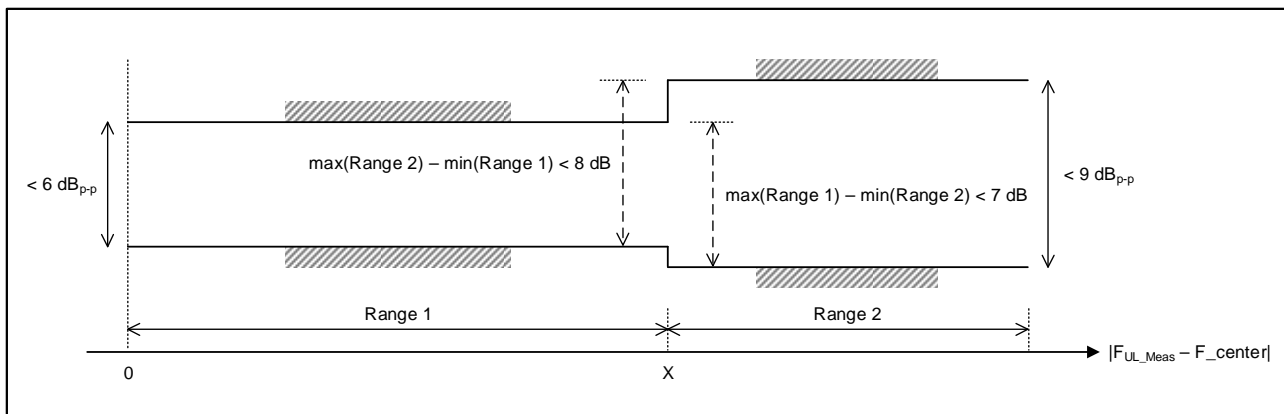 max(Range 2) – min(Range 1) < 8 dB
< 6 dBp-p
< 9 dBp-p
max(Range 1) – min(Range 2) < 7 dB
Range 1
Range 2
|FUL_Meas – F_center|
0
X